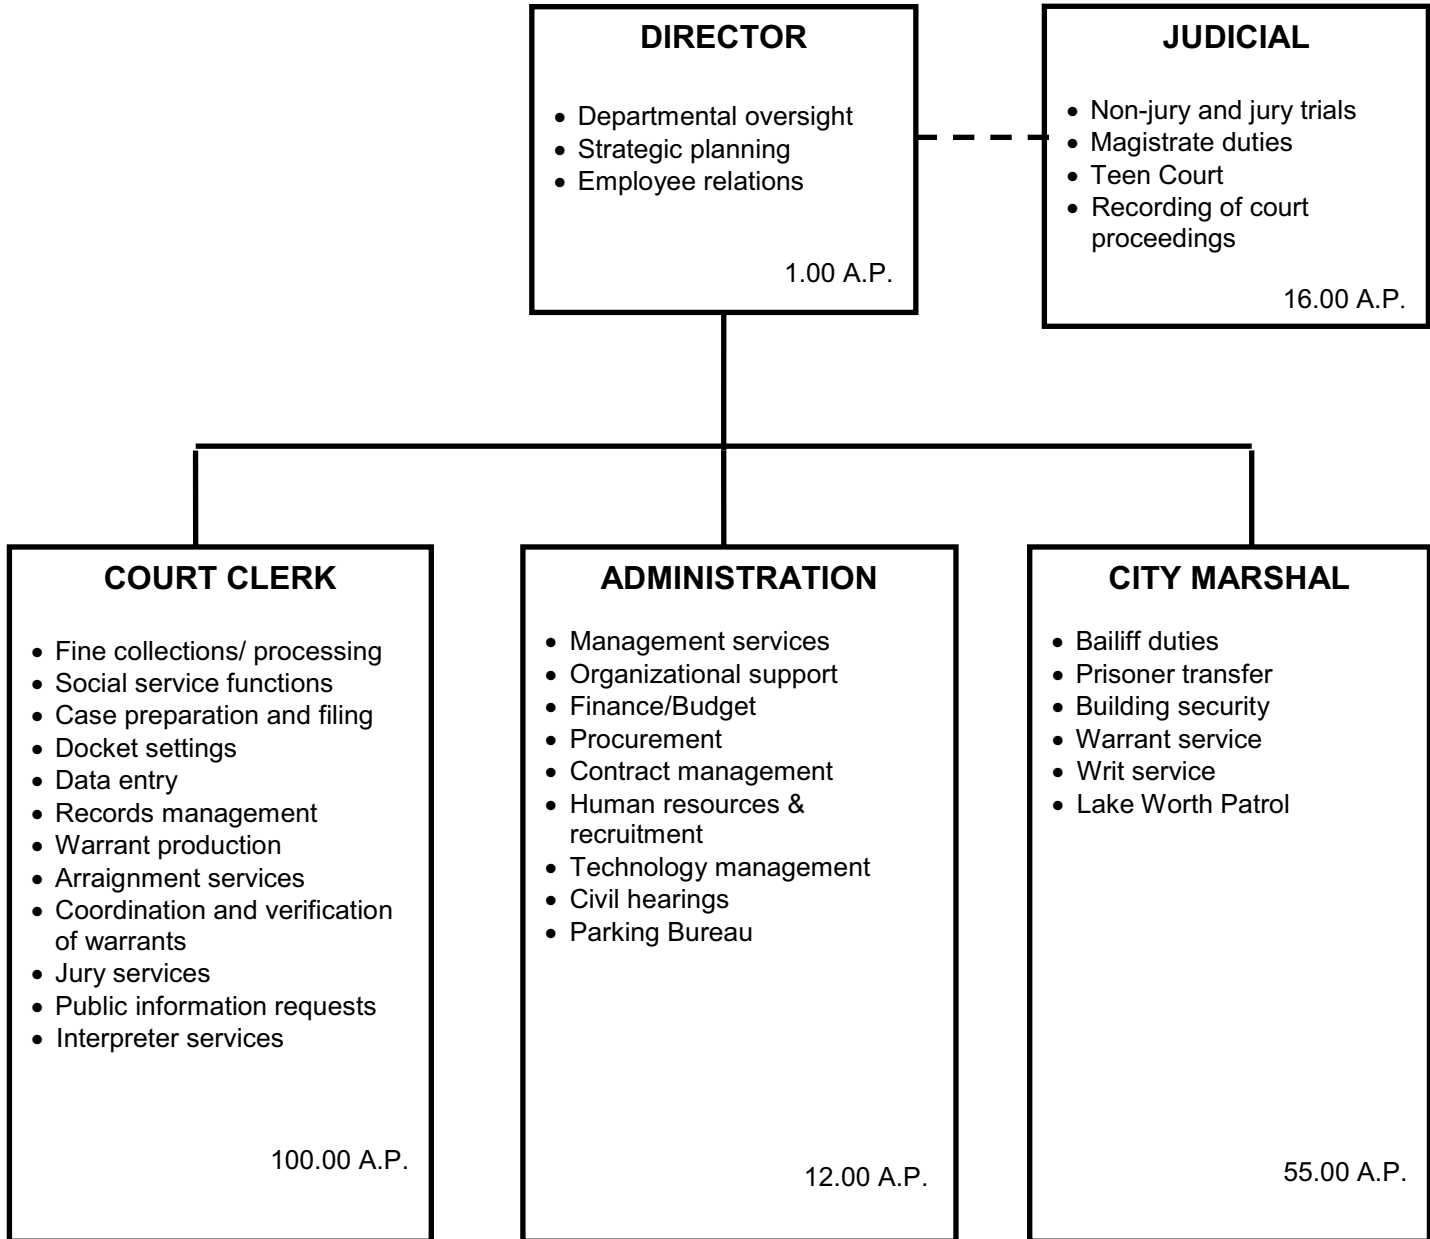 DIRECTOR
• Departmental oversight
• Strategic planning
• Employee relations
1.00 A.P.
JUDICIAL
• Non-jury and jury trials
• Magistrate duties
• Teen Court
• Recording of court
proceedings
16.00 A.P.
COURT CLERK
• Fine collections/ processing
• Social service functions
• Case preparation and filing
• Docket settings
• Data entry
• Records management
• Warrant production
• Arraignment services
• Coordination and verification
of warrants
• Jury services
• Public information requests
• Interpreter services
100.00 A.P.
ADMINISTRATION
• Management services
• Organizational support
• Finance/Budget
• Procurement
• Contract management
• Human resources &
recruitment
• Technology management
• Civil hearings
• Parking Bureau
12.00 A.P.
CITY MARSHAL
• Bailiff duties
• Prisoner transfer
• Building security
• Warrant service
• Writ service
• Lake Worth Patrol
55.00 A.P.